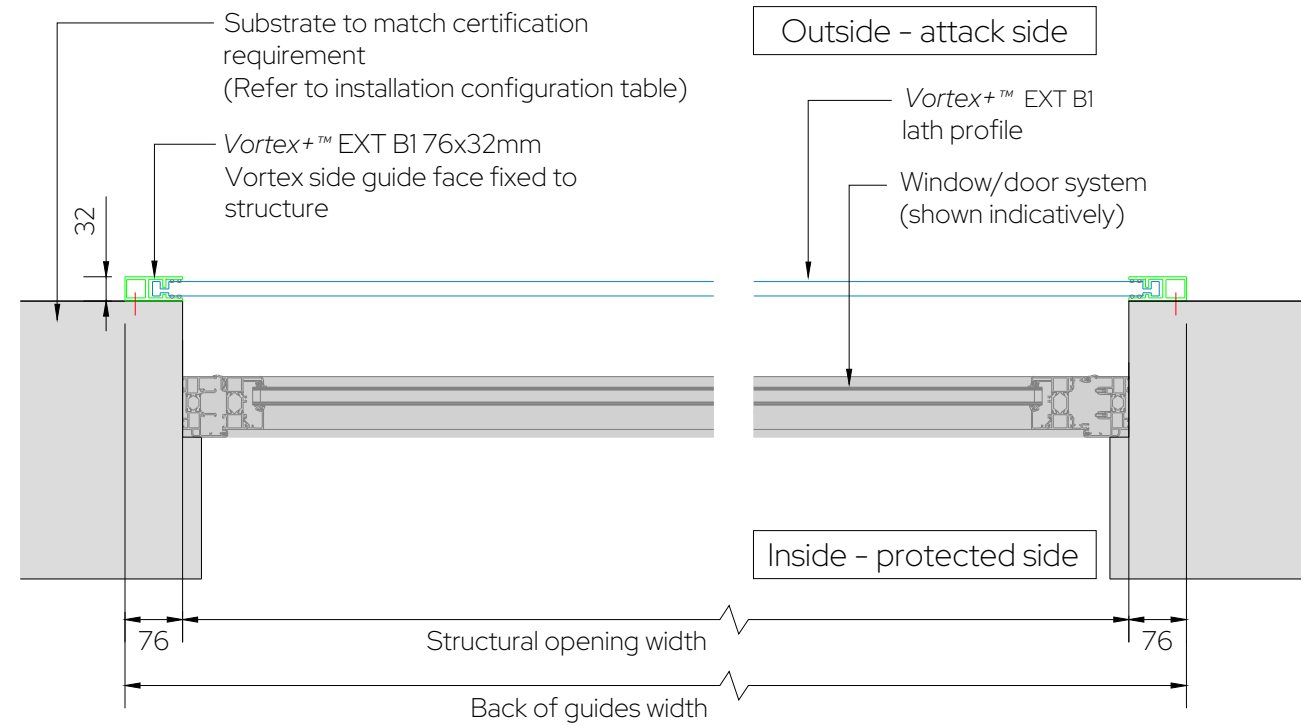 Substrate to match certification
requirement
(Refer to installation configuration table)
Outside - attack side
Vortex+™ EXT B1
lath profile
Vortex+™ EXT B1 76x32mm
Vortex side guide face fixed to
structure
Window/door system
(shown indicatively)
32
Inside - protected side
76
Structural opening width
76
Back of guides width